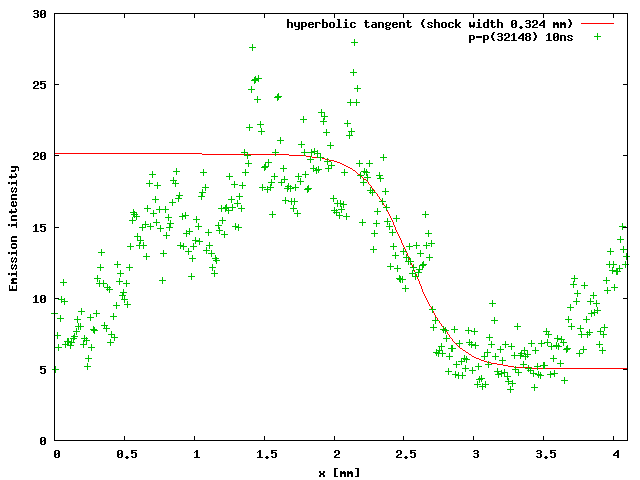 30
hyperbolic tangent (shock width 0.324 mm)
p-p(32148) 10ns
25
20
15
10
5
0
Emission intensity
0 0.5 1 1.5 2 2.5 3 3.5 4
x [mm]